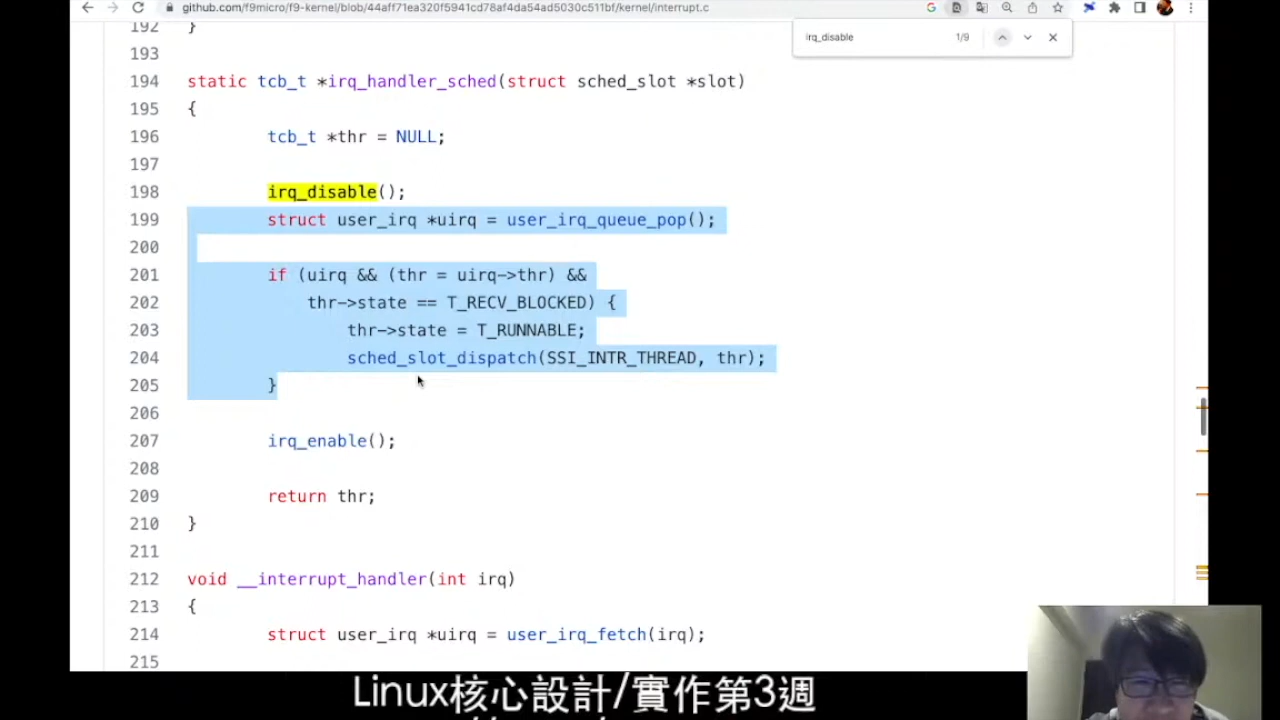 github.com/f9micro/f9-kernel/blob/44aff71ea320f5941cd78af4da54ad5030c511bf/kernel/interrupt.c
irq_disable 1/9
192 }
193
194 static tcb_t *irq_handler_sched(struct sched_slot *slot)
195 {
196 tcb_t *thr = NULL;
197
198 irq_disable();
199 struct user_irq *uirq = user_irq_queue_pop();
200
201 if (uirq && (thr = uirq->thr) &&
202 thr->state == T_RECV_BLOCKED) {
203 thr->state = T_RUNNABLE;
204 sched_slot_dispatch(SSI_INTR_THREAD, thr);
205 }
206
207 irq_enable();
208
209 return thr;
210 }
211
212 void __interrupt_handler(int irq)
213 {
214 struct user_irq *uirq = user_irq_fetch(irq);
215
Linux核心設計/實作第3週